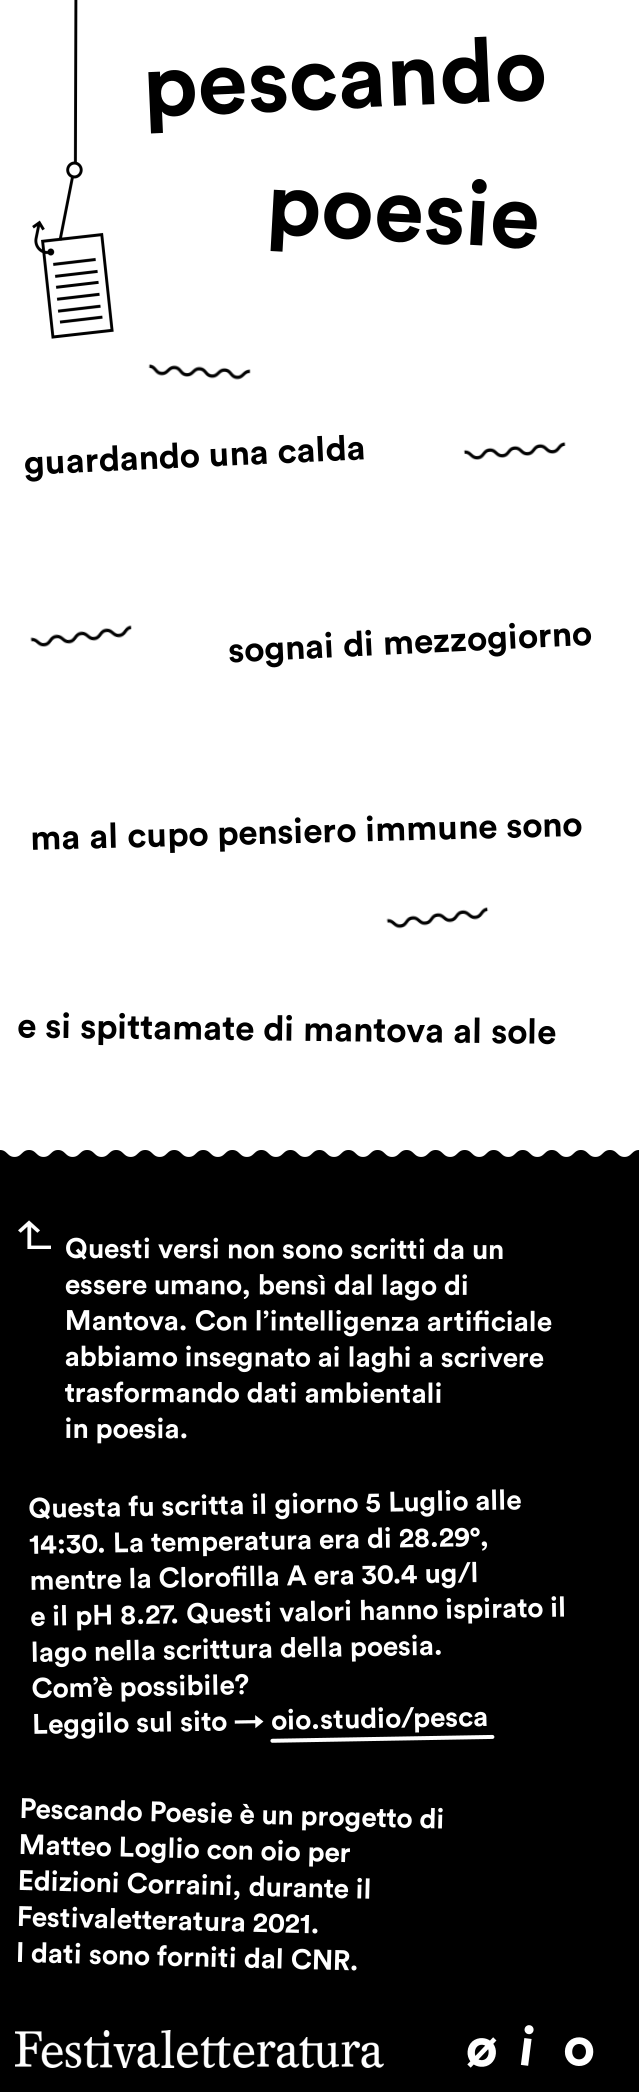 pescando
poesie
guardando una calda
sognai di mezzogiorno
ma al cupo pensiero immune sono
e si spittamate di mantova al sole
Questi versi non sono scritti da un
essere umano, bensì dal lago di
Mantova. Con l’intelligenza artificiale
abbiamo insegnato ai laghi a scrivere
trasformando dati ambientali
in poesia.
Questa fu scritta il giorno 5 Luglio alle
14:30. La temperatura era di 28.29°,
mentre la Clorofilla A era 30.4 ug/l
e il pH 8.27. Questi valori hanno ispirato il
lago nella scrittura della poesia.
Com’è possibile?
Leggilo sul sito → oio.studio/pesca
Pescando Poesie è un progetto di
Matteo Loglio con oio per
Edizioni Corraini, durante il
Festivaletteratura 2021.
I dati sono forniti dal CNR.
Festivaletteratura ø i o